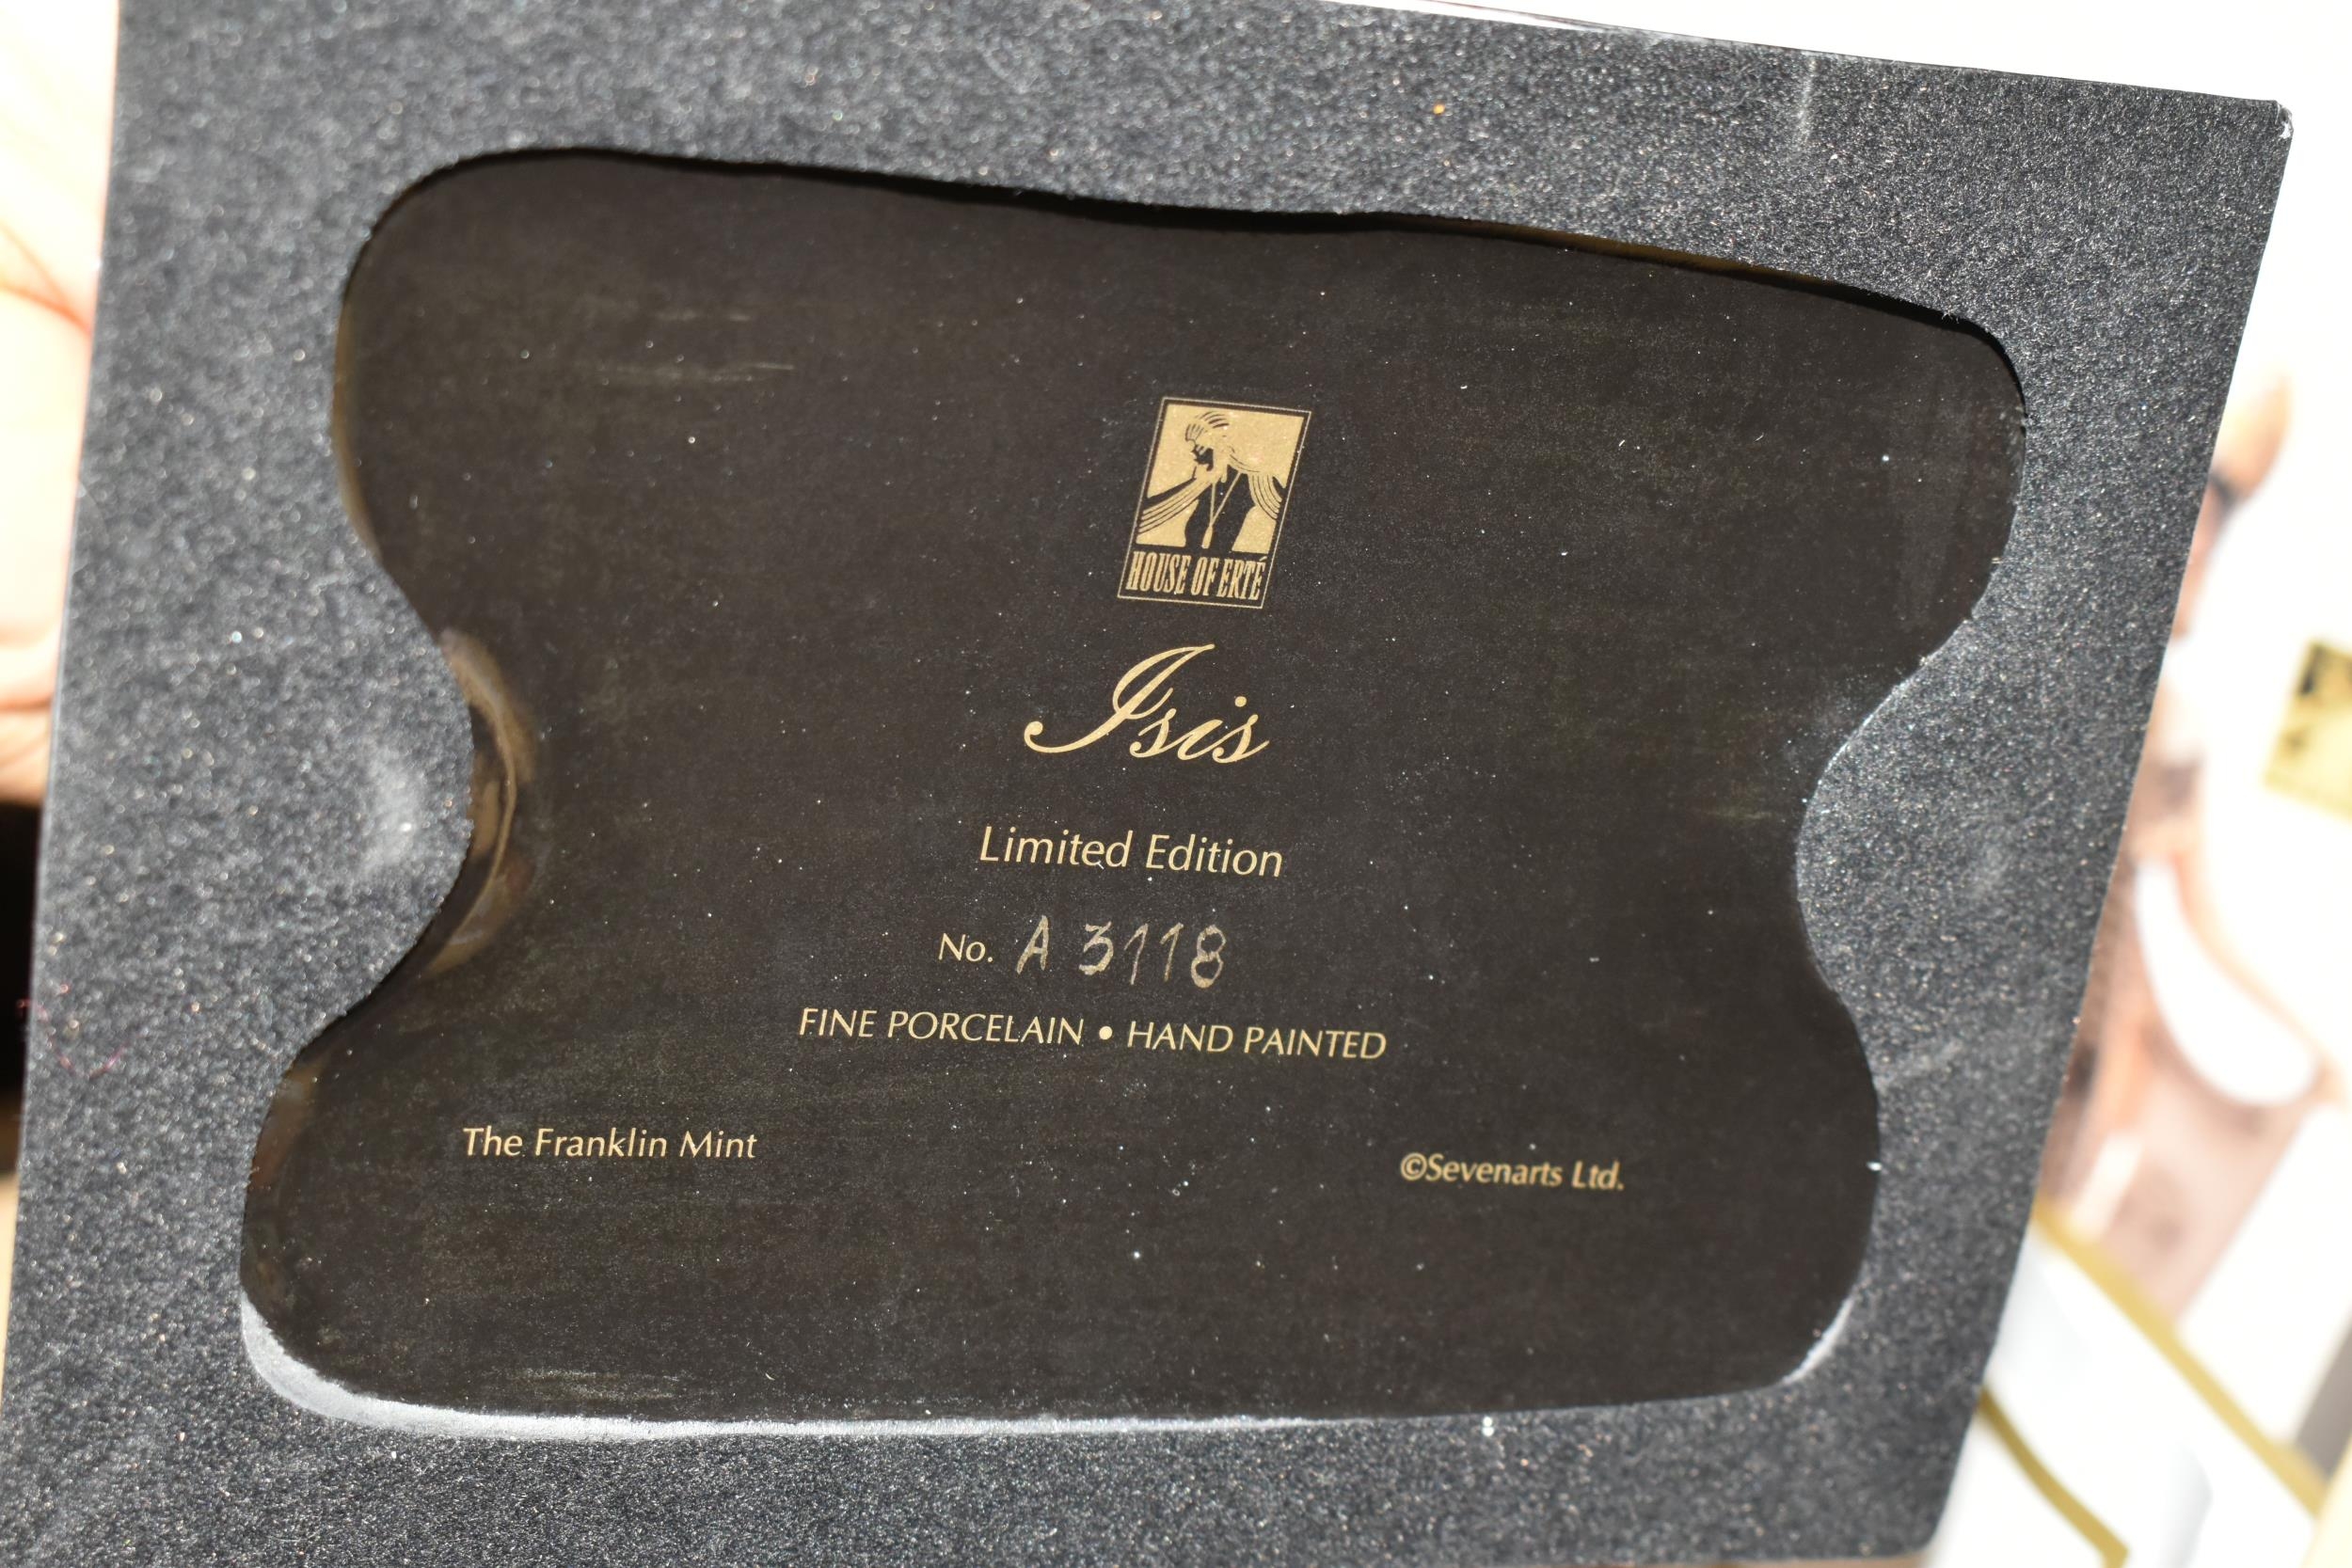 HOUSE OF ERTÉ
Isis
Limited Edition
No. A 3118
FINE PORCELAIN • HAND PAINTED
The Franklin Mint
©Sevenarts Ltd.